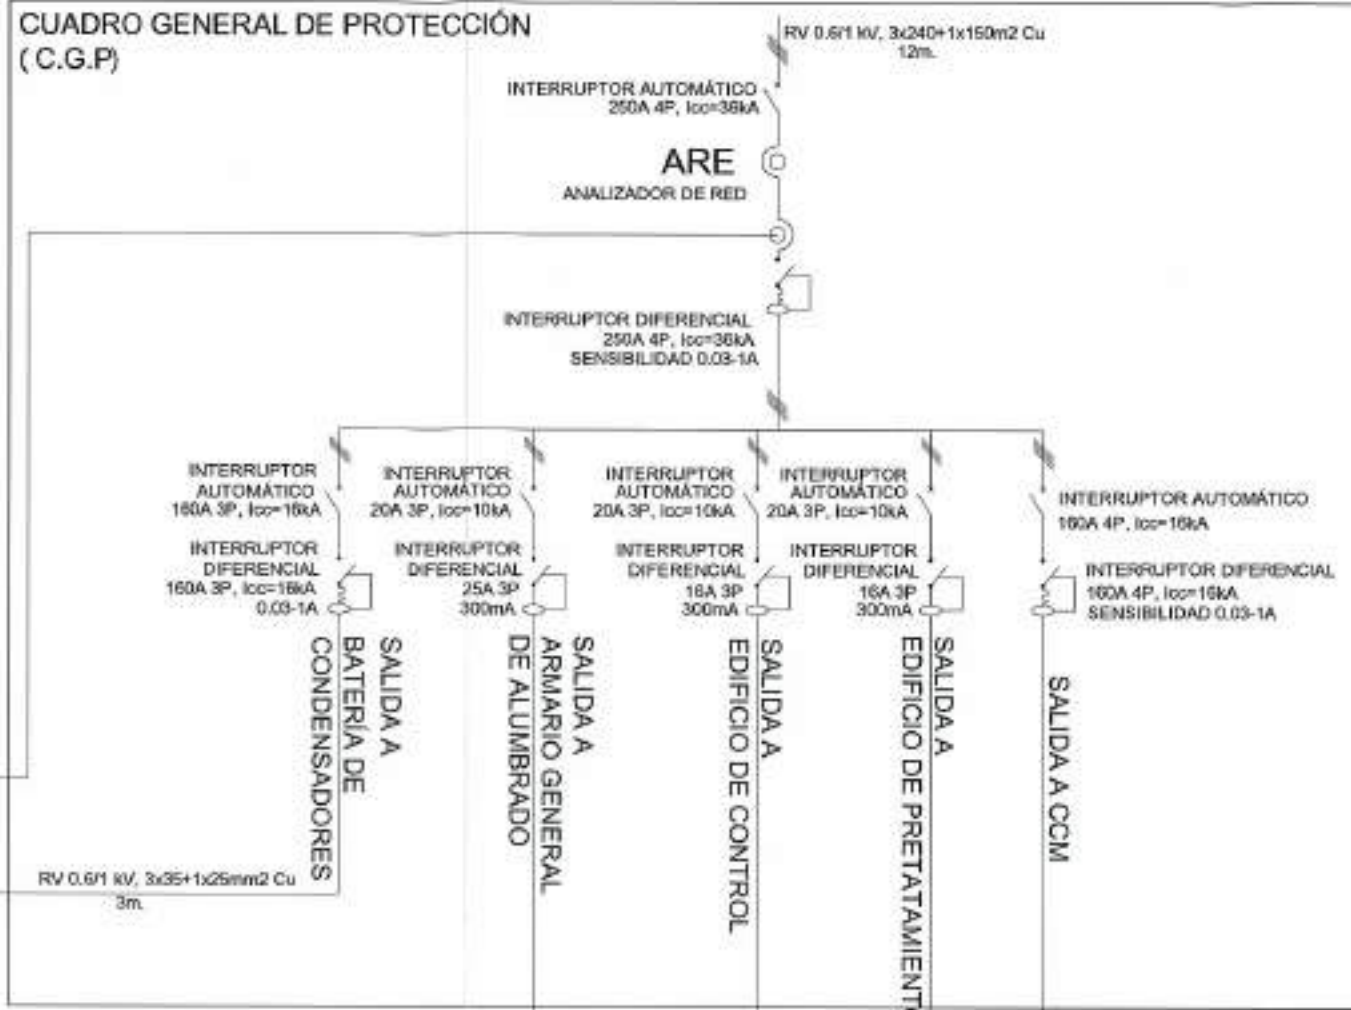 CUADRO GENERAL DE PROTECCIÓN
( C.G.P)
RV 0.6/1 kV, 3x240+1x150m2 Cu
12m.
INTERRUPTOR AUTOMÁTICO
250A 4P, Icc=36kA
ARE
ANALIZADOR DE RED
INTERRUPTOR DIFERENCIAL
250A 4P, Icc=36kA
SENSIBILIDAD 0.03-1A
INTERRUPTOR
AUTOMÁTICO
160A 3P, Icc=16kA
INTERRUPTOR
DIFERENCIAL
160A 3P, Icc=16kA
0.03-1A
SALIDA A
BATERÍA DE
CONDENSADORES
INTERRUPTOR
AUTOMÁTICO
20A 3P, Icc=10kA
INTERRUPTOR
DIFERENCIAL
25A 3P
300mA
SALIDA A
ARMARIO GENERAL
DE ALUMBRADO
INTERRUPTOR
AUTOMÁTICO
20A 3P, Icc=10kA
INTERRUPTOR
DIFERENCIAL
16A 3P
300mA
SALIDA A
EDIFICIO DE CONTROL
INTERRUPTOR
AUTOMÁTICO
20A 3P, Icc=10kA
INTERRUPTOR
DIFERENCIAL
16A 3P
300mA
SALIDA A
EDIFICIO DE PRETATAMIENTO
INTERRUPTOR AUTOMÁTICO
160A 4P, Icc=16kA
INTERRUPTOR DIFERENCIAL
160A 4P, Icc=16kA
SENSIBILIDAD 0.03-1A
SALIDA A CCM
RV 0.6/1 kV, 3x35+1x25mm2 Cu
3m.